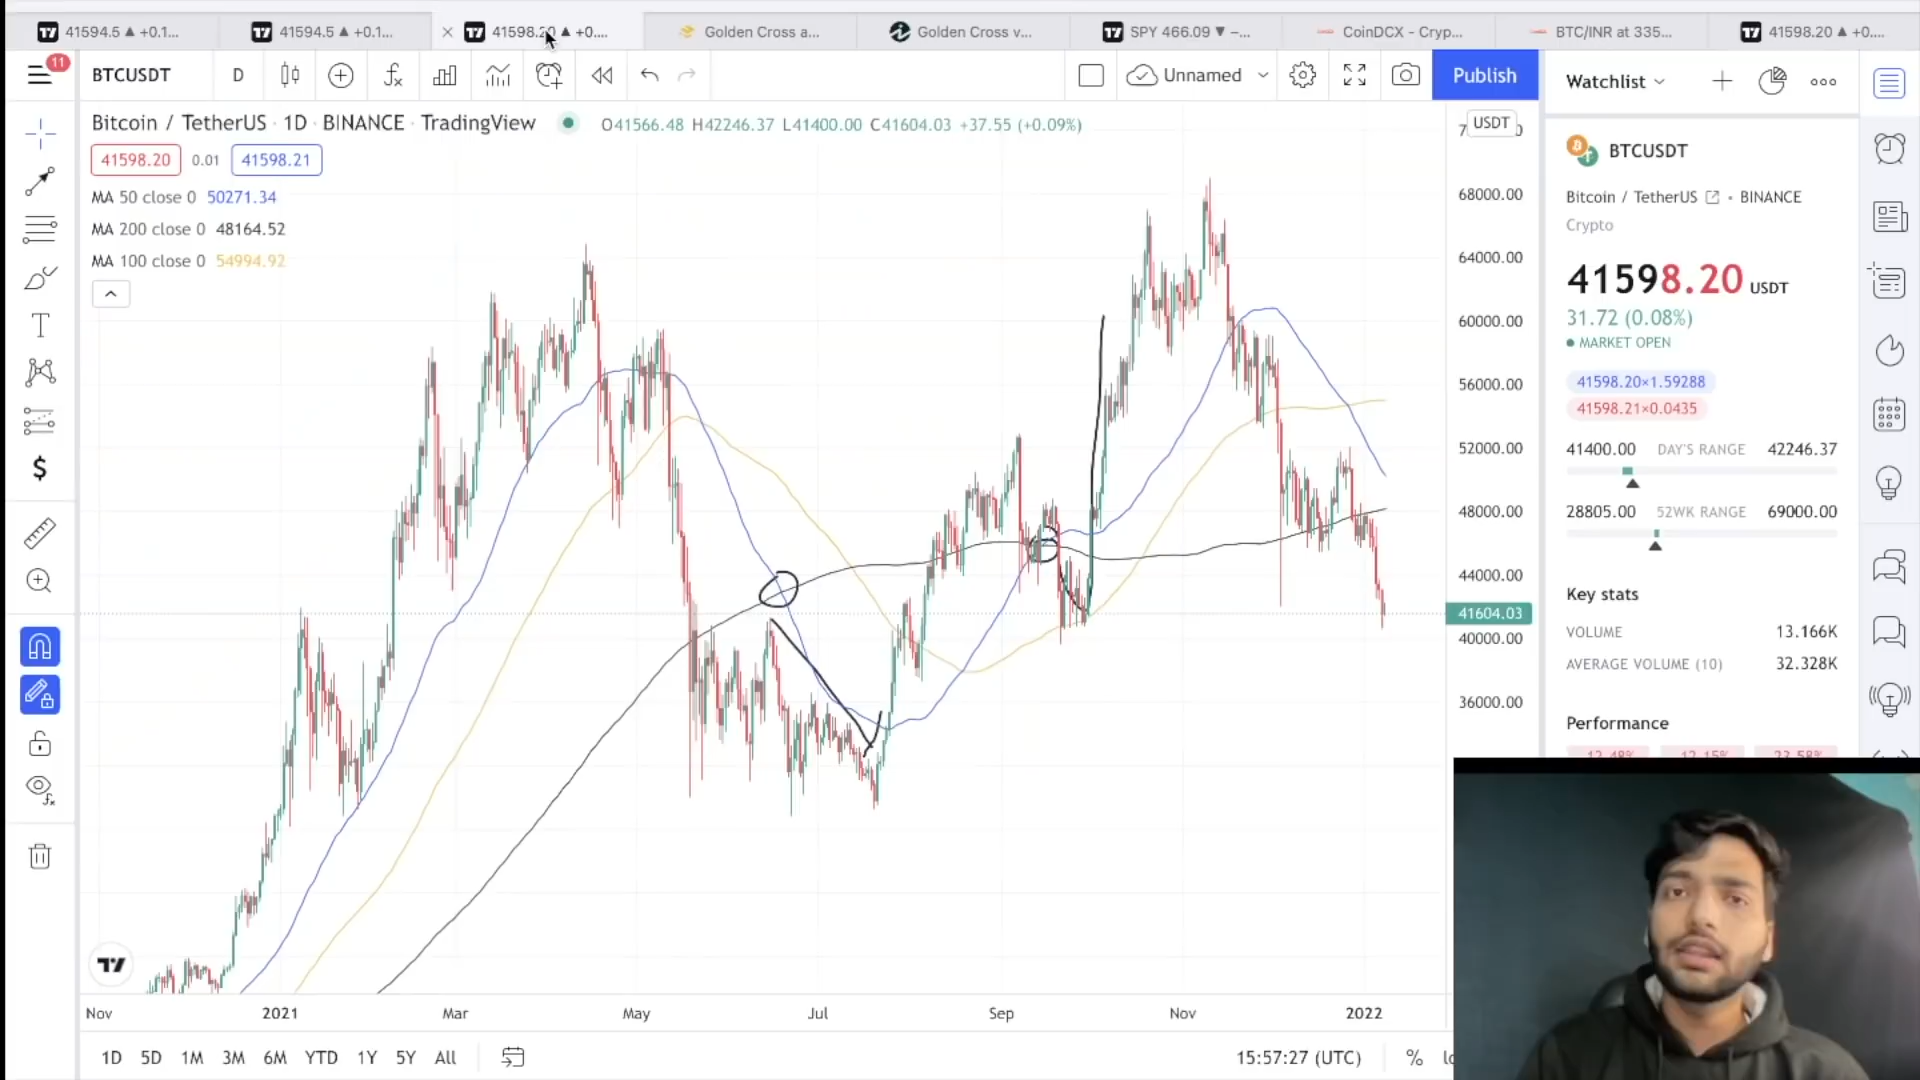 41594.5 ▲ +0.1...
41594.5 ▲ +0.1...
41598.20 ▲ +0....
Golden Cross a...
Golden Cross v...
SPY 466.09 ▼ −...
CoinDCX - Cryp...
BTC/INR at 335...
41598.20 ▲ +0....
11
BTCUSDT
D
Unnamed
Publish
Watchlist
Bitcoin / TetherUS · 1D · BINANCE · TradingView
O41566.48 H42246.37 L41400.00 C41604.03 +37.55 (+0.09%)
USDT
41598.20
0.01
41598.21
MA 50 close 0 50271.34
MA 200 close 0 48164.52
MA 100 close 0 54994.92
68000.00
64000.00
60000.00
56000.00
52000.00
48000.00
44000.00
41604.03
40000.00
36000.00
BTCUSDT
Bitcoin / TetherUS • BINANCE
Crypto
41598.20 USDT
31.72 (0.08%)
MARKET OPEN
41598.20×1.59288
41598.21×0.0435
41400.00 DAY'S RANGE 42246.37
28805.00 52WK RANGE 69000.00
Key stats
VOLUME 13.166K
AVERAGE VOLUME (10) 32.328K
Performance
Nov 2021 Mar May Jul Sep Nov 2022
1D 5D 1M 3M 6M YTD 1Y 5Y All
15:57:27 (UTC)
%